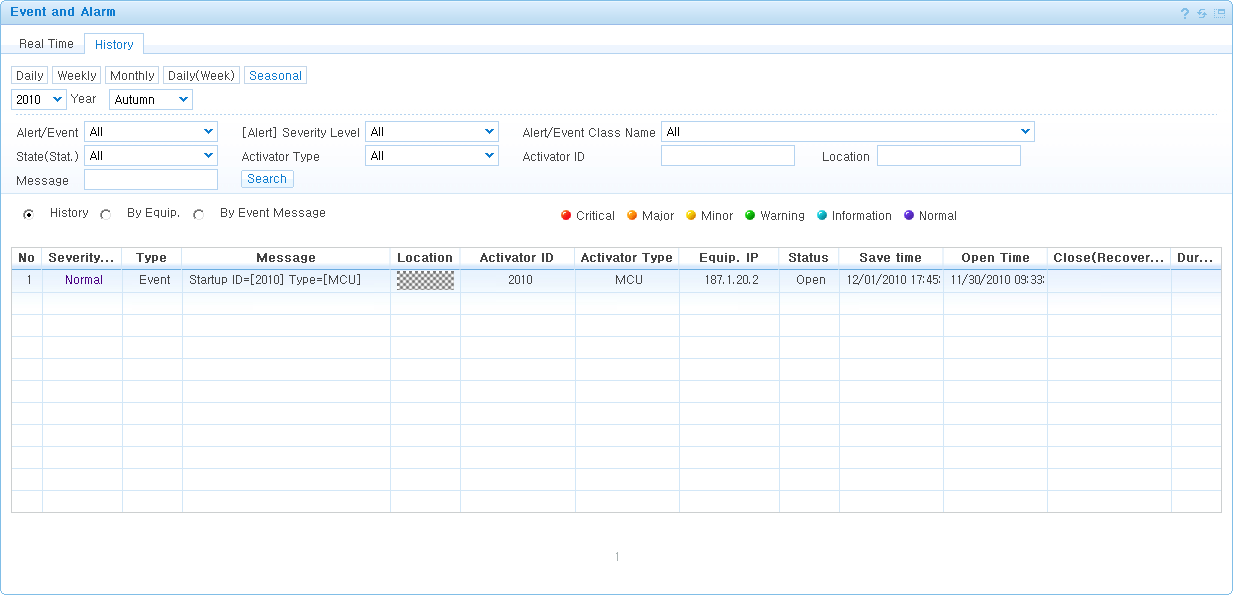 Event and Alarm
Real Time History
Daily Weekly Monthly Daily(Week) Seasonal
2010 Year Autumn
Alert/Event All [Alert] Severity Level All Alert/Event Class Name All
State(Stat.) All Activator Type All Activator ID Location
Message Search
History By Equip. By Event Message Critical Major Minor Warning Information Normal
No Severity... Type Message Location Activator ID Activator Type Equip. IP Status Save time Open Time Close(Recover... Dur...
1 Normal Event Startup ID=[2010] Type=[MCU] 2010 MCU 187.1.20.2 Open 12/01/2010 17:45: 11/30/2010 09:33:
1